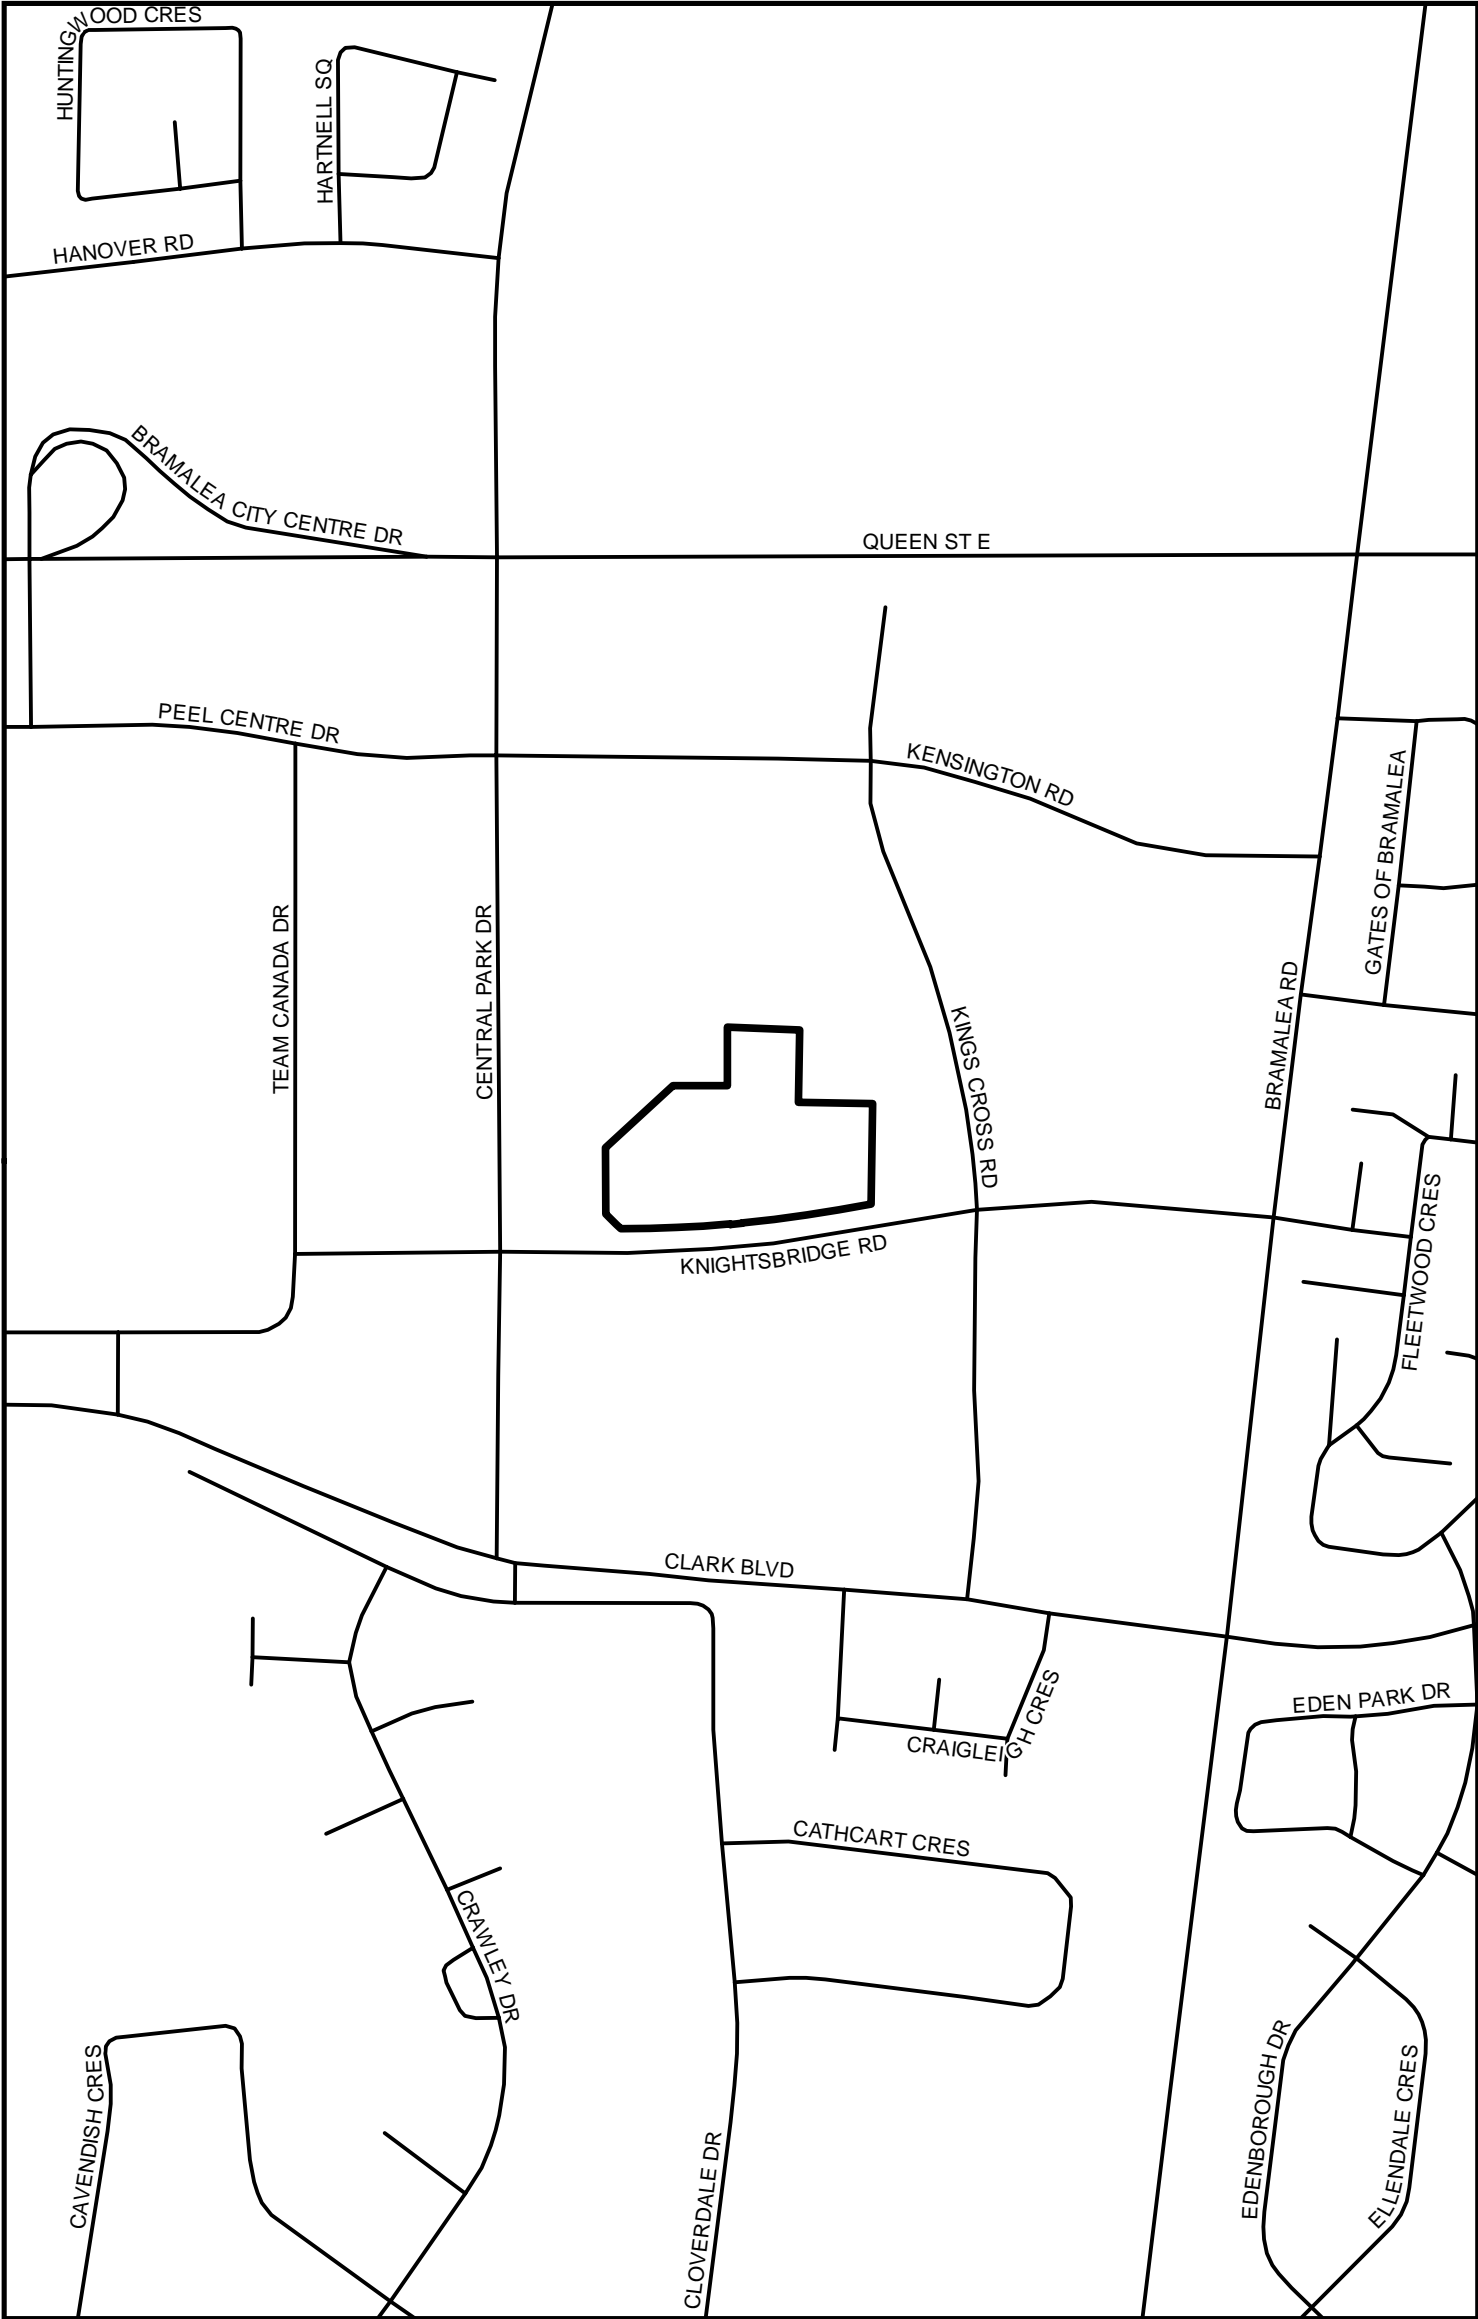 HUNTINGWOOD CRES
HARTNELL SQ
HANOVER RD
BRAMALEA CITY CENTRE DR
QUEEN ST E
PEEL CENTRE DR
KENSINGTON RD
GATES OF BRAMALEA
TEAM CANADA DR
CENTRAL PARK DR
KINGS CROSS RD
BRAMALEA RD
FLEETWOOD CRES
KNIGHTSBRIDGE RD
CLARK BLVD
CRAIGLEIGH CRES
EDEN PARK DR
CATHCART CRES
CRAWLEY DR
CAVENDISH CRES
CLOVERDALE DR
EDENBOROUGH DR
ELLENDALE CRES